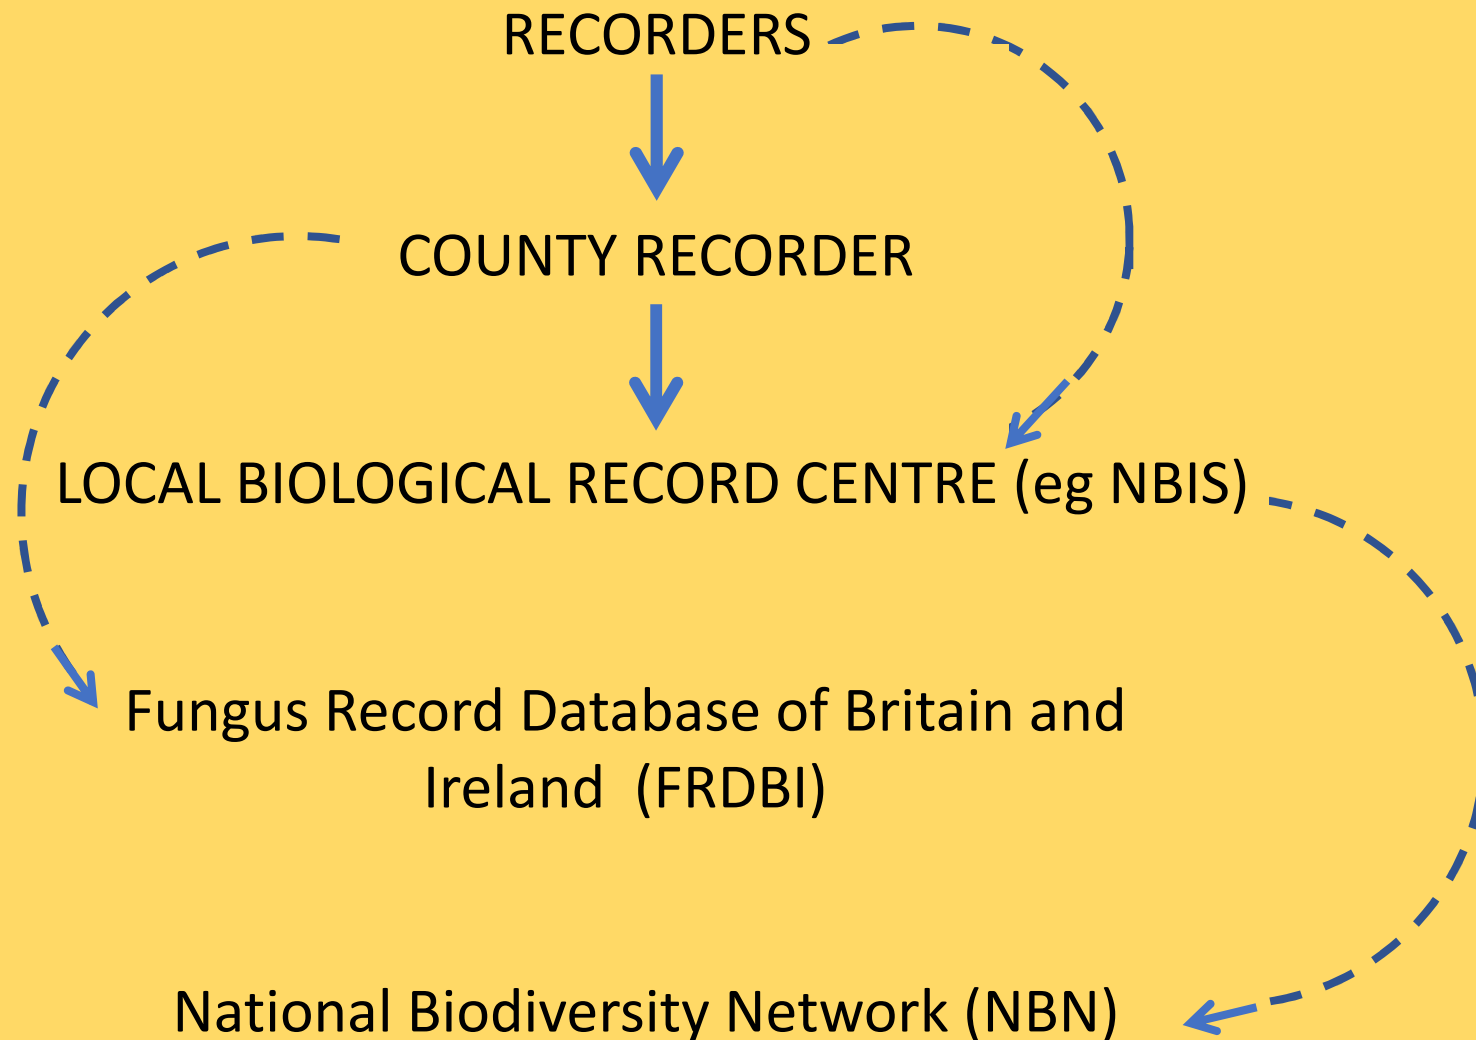 RECORDERS
COUNTY RECORDER
LOCAL BIOLOGICAL RECORD CENTRE (eg NBIS)
Fungus Record Database of Britain and
Ireland (FRDBI)
National Biodiversity Network (NBN)